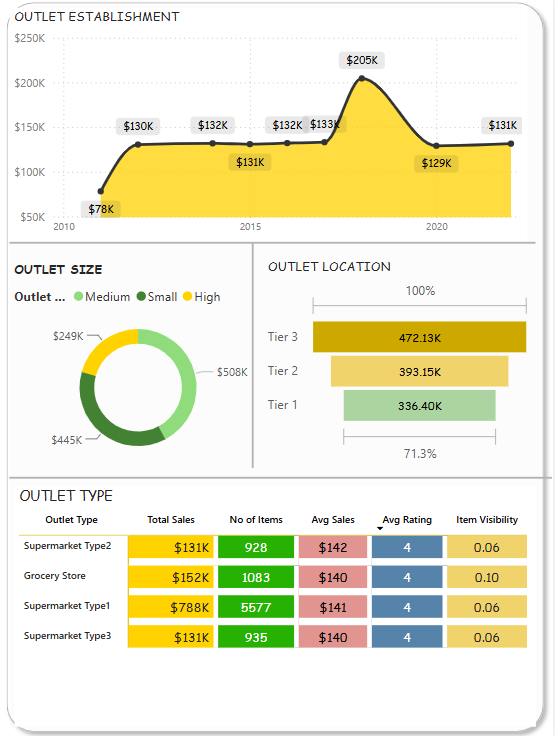 OUTLET ESTABLISHMENT
$250K
$200K
$150K
$100K
$50K
$78K
$130K
$132K
$131K
$132K
$133K
$205K
$129K
$131K
2010
2015
2020
OUTLET SIZE
Outlet ... Medium Small High
$249K
$508K
$445K
OUTLET LOCATION
100%
Tier 3 472.13K
Tier 2 393.15K
Tier 1 336.40K
71.3%
OUTLET TYPE
Outlet Type Total Sales No of Items Avg Sales Avg Rating Item Visibility
Supermarket Type2 $131K 928 $142 4 0.06
Grocery Store $152K 1083 $140 4 0.10
Supermarket Type1 $788K 5577 $141 4 0.06
Supermarket Type3 $131K 935 $140 4 0.06